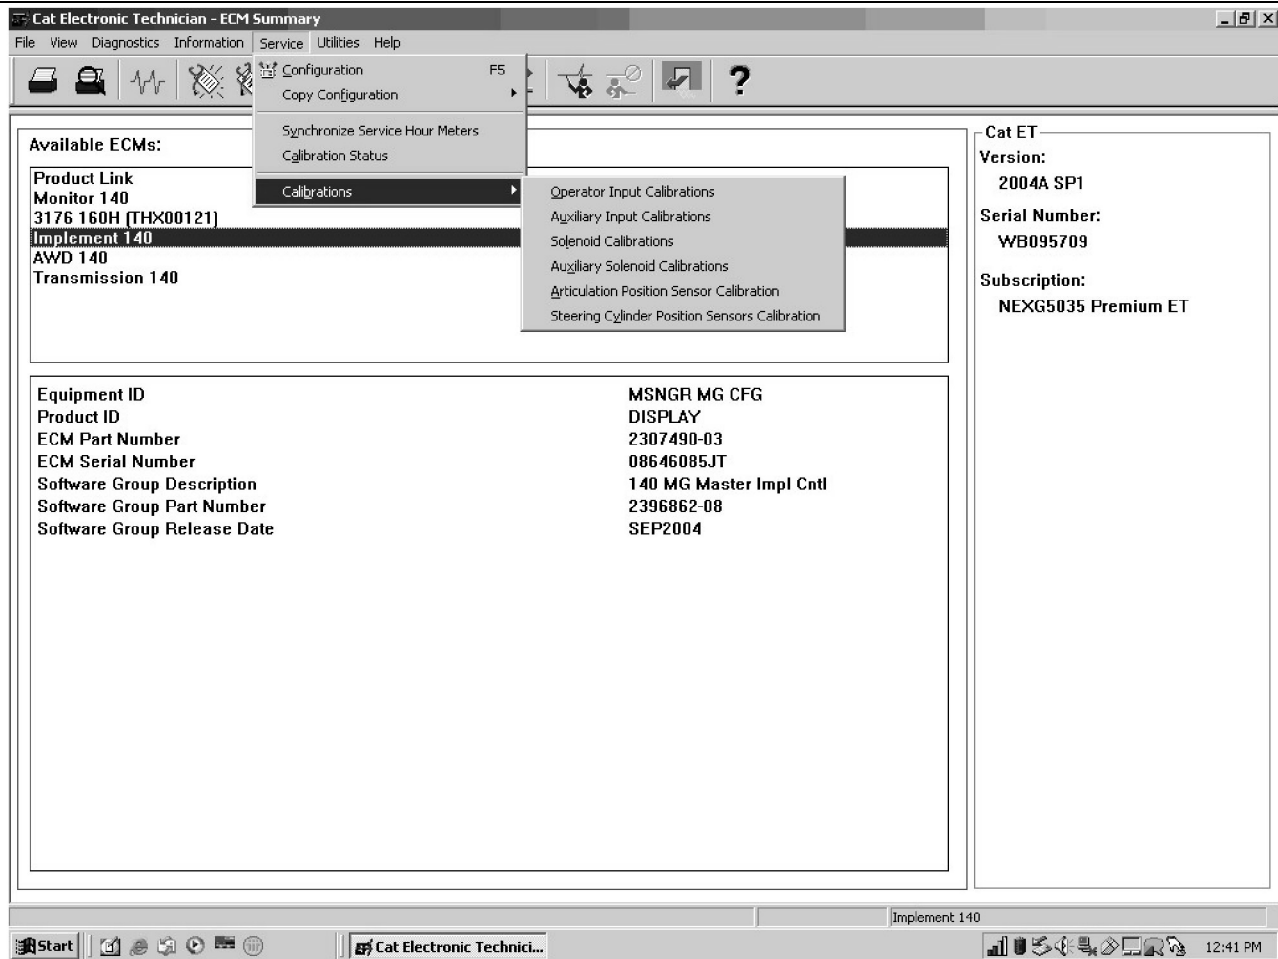 Cat Electronic Technician - ECM Summary
File View Diagnostics Information Service Utilities Help
Configuration F5
Copy Configuration
Synchronize Service Hour Meters
Calibration Status
Calibrations
Operator Input Calibrations
Auxiliary Input Calibrations
Solenoid Calibrations
Auxiliary Solenoid Calibrations
Articulation Position Sensor Calibration
Steering Cylinder Position Sensors Calibration
Available ECMs:
Product Link
Monitor 140
3176 160H (THX00121)
Implement 140
AWD 140
Transmission 140
Cat ET
Version:
2004A SP1
Serial Number:
WB095709
Subscription:
NEXG5035 Premium ET
Equipment ID MSNGR MG CFG
Product ID DISPLAY
ECM Part Number 2307490-03
ECM Serial Number 08646085JT
Software Group Description 140 MG Master Impl Cntl
Software Group Part Number 2396862-08
Software Group Release Date SEP2004
Implement 140
Start Cat Electronic Technici... 12:41 PM